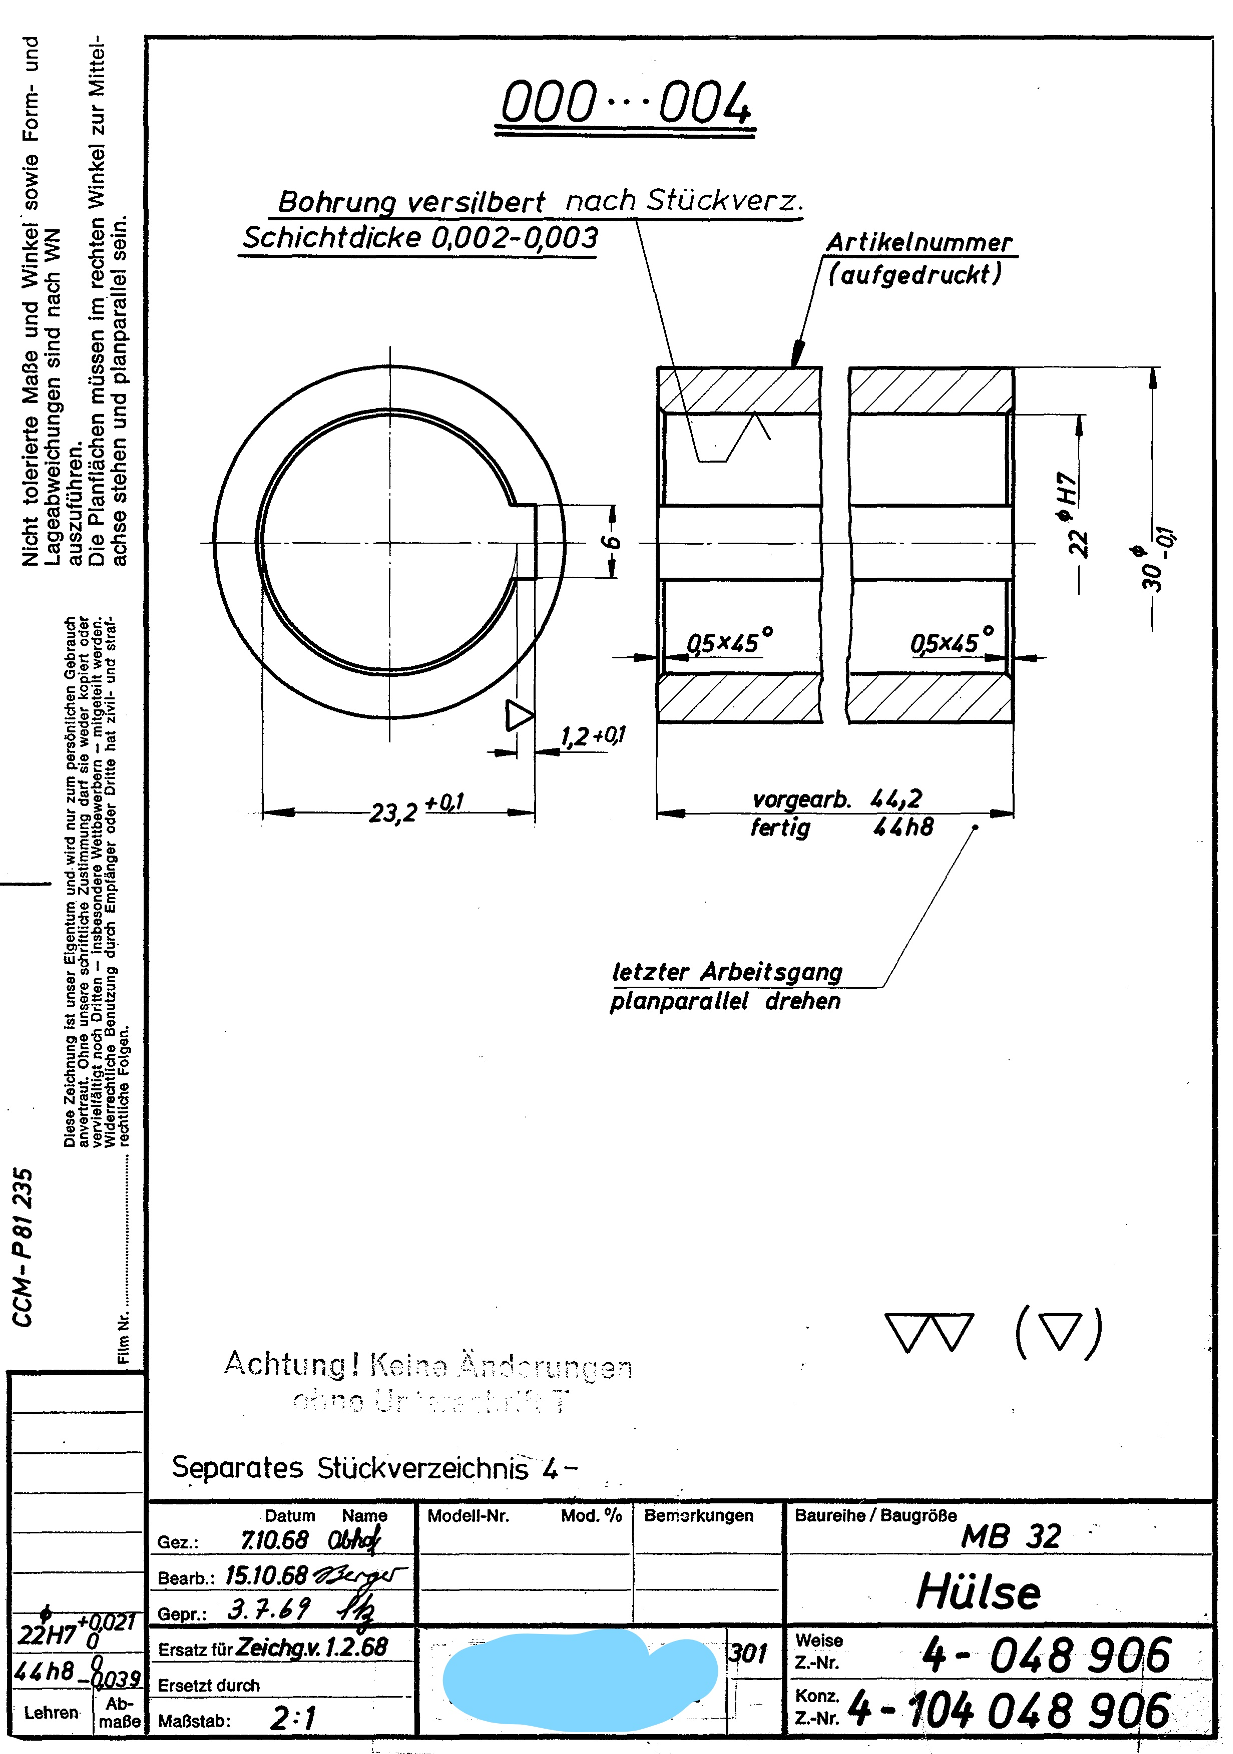 000···004
Bohrung versilbert nach Stückverz.
Schichtdicke 0,002-0,003
Artikelnummer
(aufgedruckt)
6
22 ϕ H7
30 ϕ -0,1
0,5×45°
0,5×45°
1,2 +0,1
23,2 +0,1
vorgearb. 44,2
fertig 44h8
letzter Arbeitsgang
planparallel drehen
Nicht tolerierte Maße und Winkel sowie Form- und
Lageabweichungen sind nach WN
auszuführen.
Die Planflächen müssen im rechten Winkel zur Mittel-
achse stehen und planparallel sein.
Diese Zeichnung ist unser Eigentum und wird nur zum persönlichen Gebrauch
anvertraut. Ohne unsere schriftliche Zustimmung darf sie weder kopiert oder
vervielfältigt noch Dritten – insbesondere Wettbewerbern – mitgeteilt werden.
Widerrechtliche Benutzung durch Empfänger oder Dritte hat zivil- und straf-
rechtliche Folgen.
Film Nr.
CCM-P81 235
Achtung! Keine Änderungen
ohne Unterschrift
Separates Stückverzeichnis 4-
Datum Name
Gez.: 7.10.68
Bearb.: 15.10.68 Berger
Gepr.: 3.7.69
Ersatz für Zeichg.v. 1.2.68
Ersetzt durch
Maßstab: 2:1
Modell-Nr. Mod. % Bemerkungen
301
Baureihe / Baugröße
MB 32
Hülse
Weise
Z.-Nr. 4- 048 906
Konz.
Z.-Nr. 4-104 048 906
22 ϕ H7 +0,021
0
44h8 0
-0,039
Lehren Ab-
maße